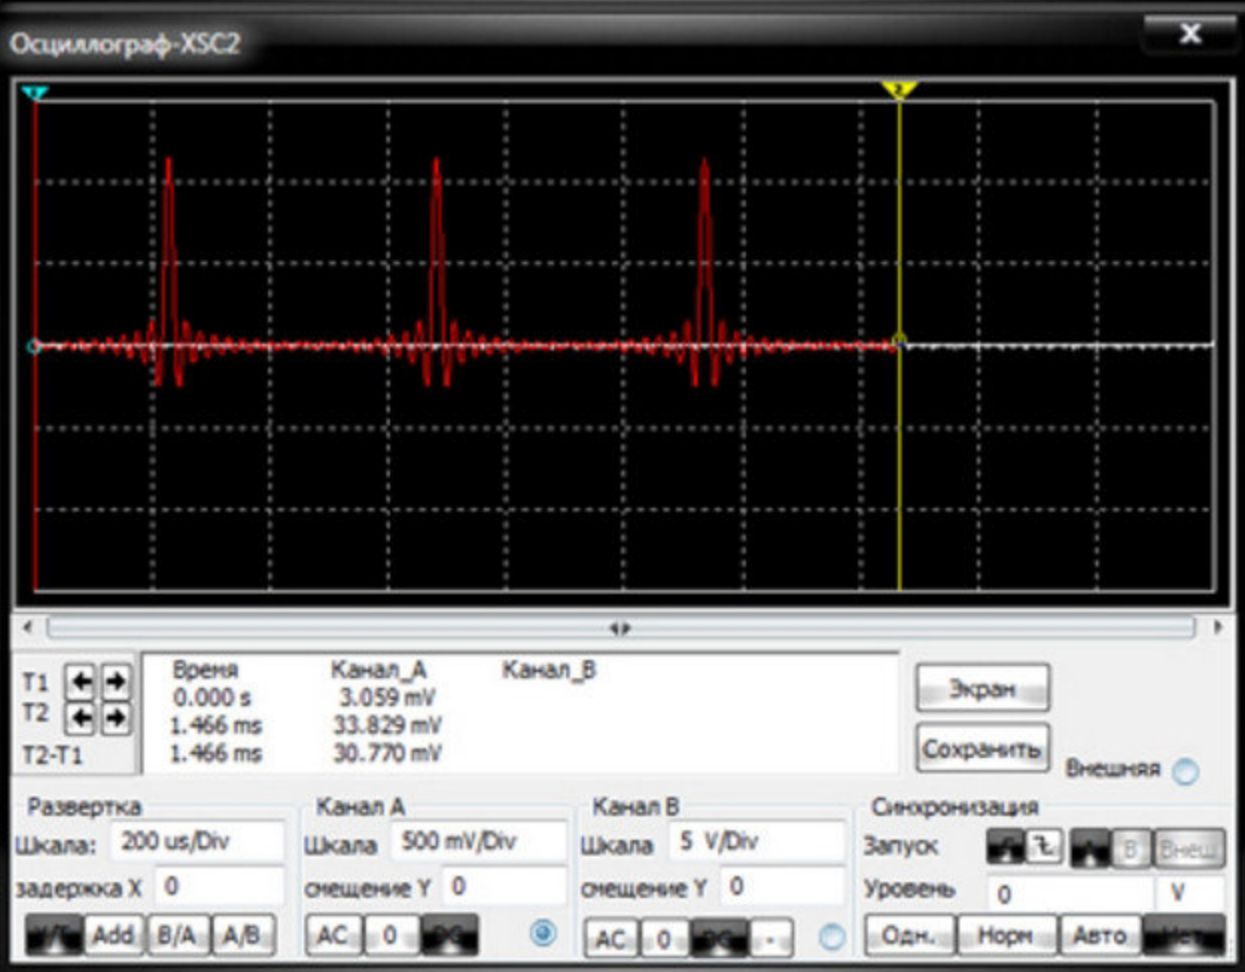 Осциллограф-XSC2
2
Время Канал_A Канал_B
T1 0.000 s 3.059 mV
T2 1.466 ms 33.829 mV
T2-T1 1.466 ms 30.770 mV
Экран
Сохранить
Внешняя
Развертка Канал A Канал B Синхронизация
Шкала: 200 us/Div Шкала 500 mV/Div Шкала 5 V/Div Запуск A B Внеш
задержка X 0 смещение Y 0 смещение Y 0 Уровень 0 V
Y/T Add B/A A/B AC 0 DC AC 0 DC - Одн. Норм Авто Нет